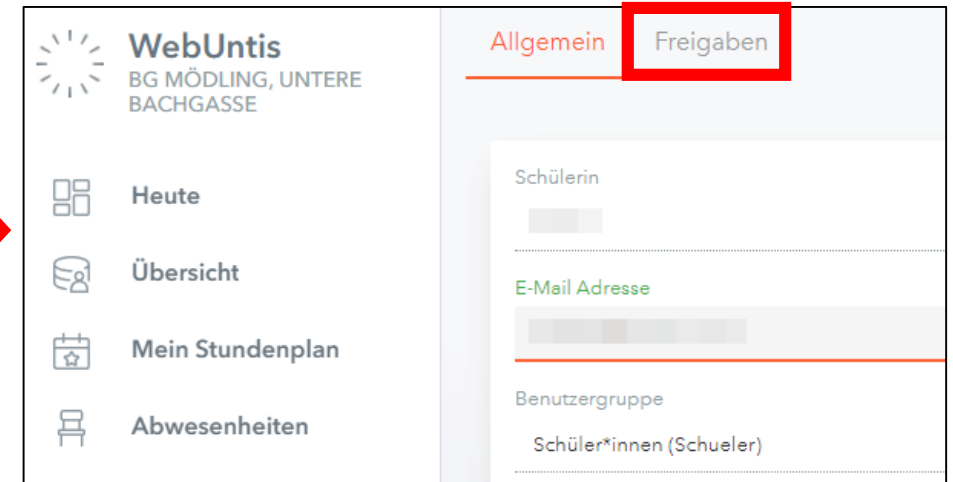 WebUntis
BG MÖDLING, UNTERE
BACHGASSE
Heute
Übersicht
Mein Stundenplan
Abwesenheiten
Allgemein Freigaben
Schülerin
E-Mail Adresse
Benutzergruppe
Schüler*innen (Schueler)